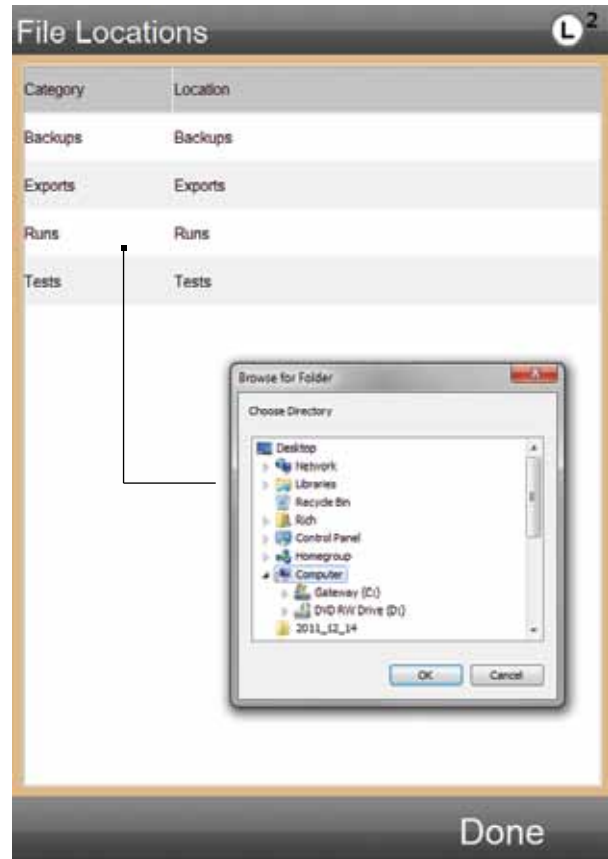 File Locations L²
Category Location
Backups Backups
Exports Exports
Runs Runs
Tests Tests
Browse for Folder
Choose Directory
Desktop
Network
Libraries
Recycle Bin
Rich
Control Panel
Homegroup
Computer
Gateway (C:)
DVD RW Drive (D:)
2011_12_14
OK Cancel
Done